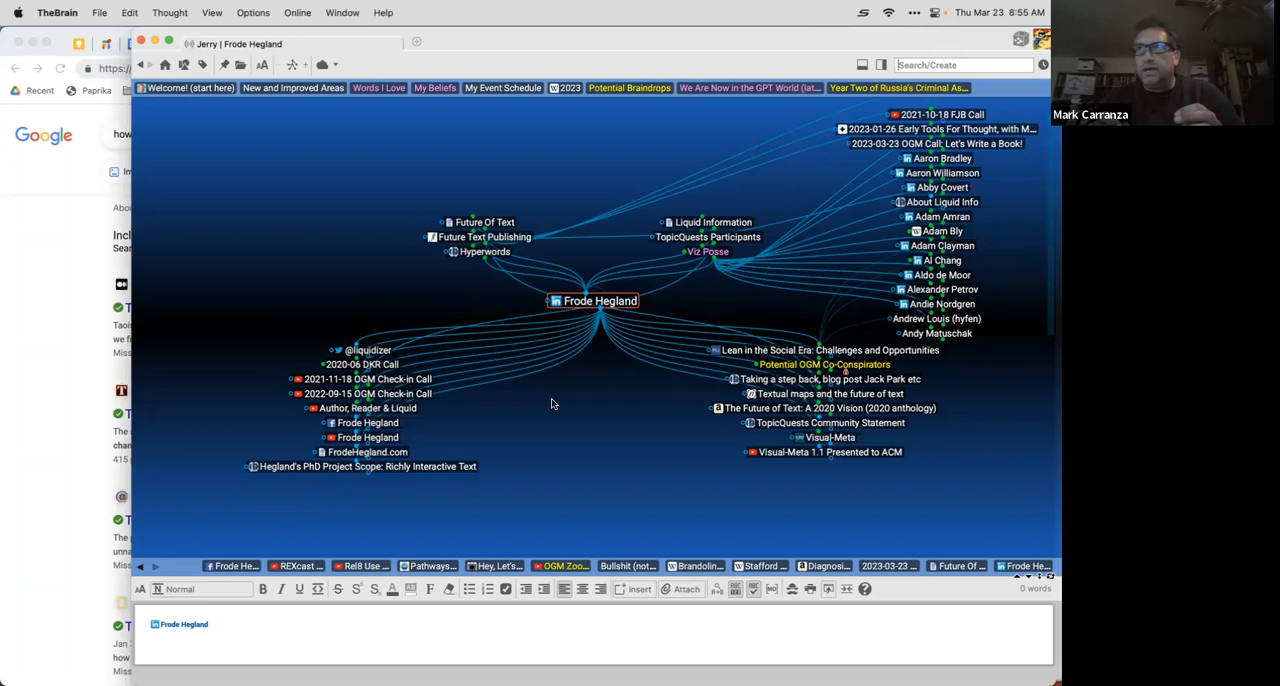 TheBrain File Edit Thought View Options Online Window Help
Thu Mar 23 8:55 AM
Jerry | Frode Hegland
https:
Recent Paprika
Google
how
Search/Create
Welcome! (start here) New and Improved Areas Words I Love My Beliefs My Event Schedule 2023 Potential Braindrops We Are Now in the GPT World (lat... Year Two of Russia's Criminal As...
Mark Carranza
2021-10-18 FJB Call
2023-01-26 Early Tools For Thought, with M...
2023-03-23 OGM Call: Let's Write a Book!
Aaron Bradley
Aaron Williamson
Abby Covert
About Liquid Info
Adam Amran
Adam Bly
Adam Clayman
Al Chang
Aldo de Moor
Alexander Petrov
Andie Nordgren
Andrew Louis (hyfen)
Andy Matuschak
Future Of Text
Future Text Publishing
Hyperwords
Liquid Information
TopicQuests Participants
Viz Posse
Frode Hegland
@liquidizer
2020-06 DKR Call
2021-11-18 OGM Check-in Call
2022-09-15 OGM Check-in Call
Author, Reader & Liquid
Frode Hegland
Frode Hegland
FrodeHegland.com
Hegland's PhD Project Scope: Richly Interactive Text
Lean in the Social Era: Challenges and Opportunities
Potential OGM Co-Conspirators
Taking a step back, blog post Jack Park etc
Textual maps and the future of text
The Future of Text: A 2020 Vision (2020 anthology)
TopicQuests Community Statement
Visual-Meta
Visual-Meta 1.1 Presented to ACM
Frode He... REXcast ... Rel8 Use ... Pathways... Hey, Let's... OGM Zoo... Bullshit (not... Brandolin... Stafford ... Diagnosi... 2023-03-23 ... Future Of ... Frode He...
Normal
Insert Attach
0 words
Frode Hegland